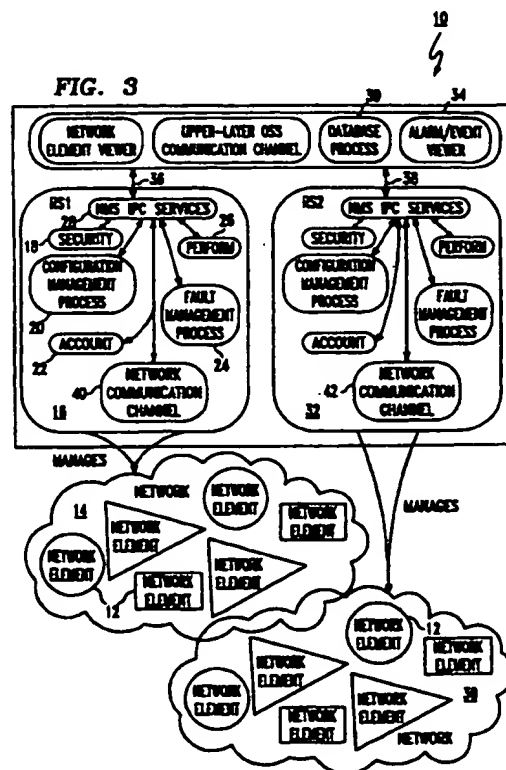 10
FIG. 3
30
34
NETWORK
ELEMENT VIEWER
UPPER-LAYER OSS
COMMUNICATION CHANNEL
DATABASE
PROCESS
ALARM/EVENT
VIEWER
36
38
RS1
28
NMS IPC SERVICES
26
18
SECURITY
PERFORM
CONFIGURATION
MANAGEMENT
PROCESS
20
FAULT
MANAGEMENT
PROCESS
ACCOUNT
22
24
40
NETWORK
COMMUNICATION
CHANNEL
16
RS2
NMS IPC SERVICES
SECURITY
PERFORM
CONFIGURATION
MANAGEMENT
PROCESS
FAULT
MANAGEMENT
PROCESS
ACCOUNT
42
NETWORK
COMMUNICATION
CHANNEL
32
MANAGES
MANAGES
14
NETWORK
NETWORK
ELEMENT
NETWORK
ELEMENT
NETWORK
ELEMENT
NETWORK
ELEMENT
NETWORK
ELEMENT
NETWORK
ELEMENT
12
NETWORK
ELEMENT
12
NETWORK
ELEMENT
NETWORK
ELEMENT
NETWORK
ELEMENT
NETWORK
ELEMENT
NETWORK
ELEMENT
30
NETWORK